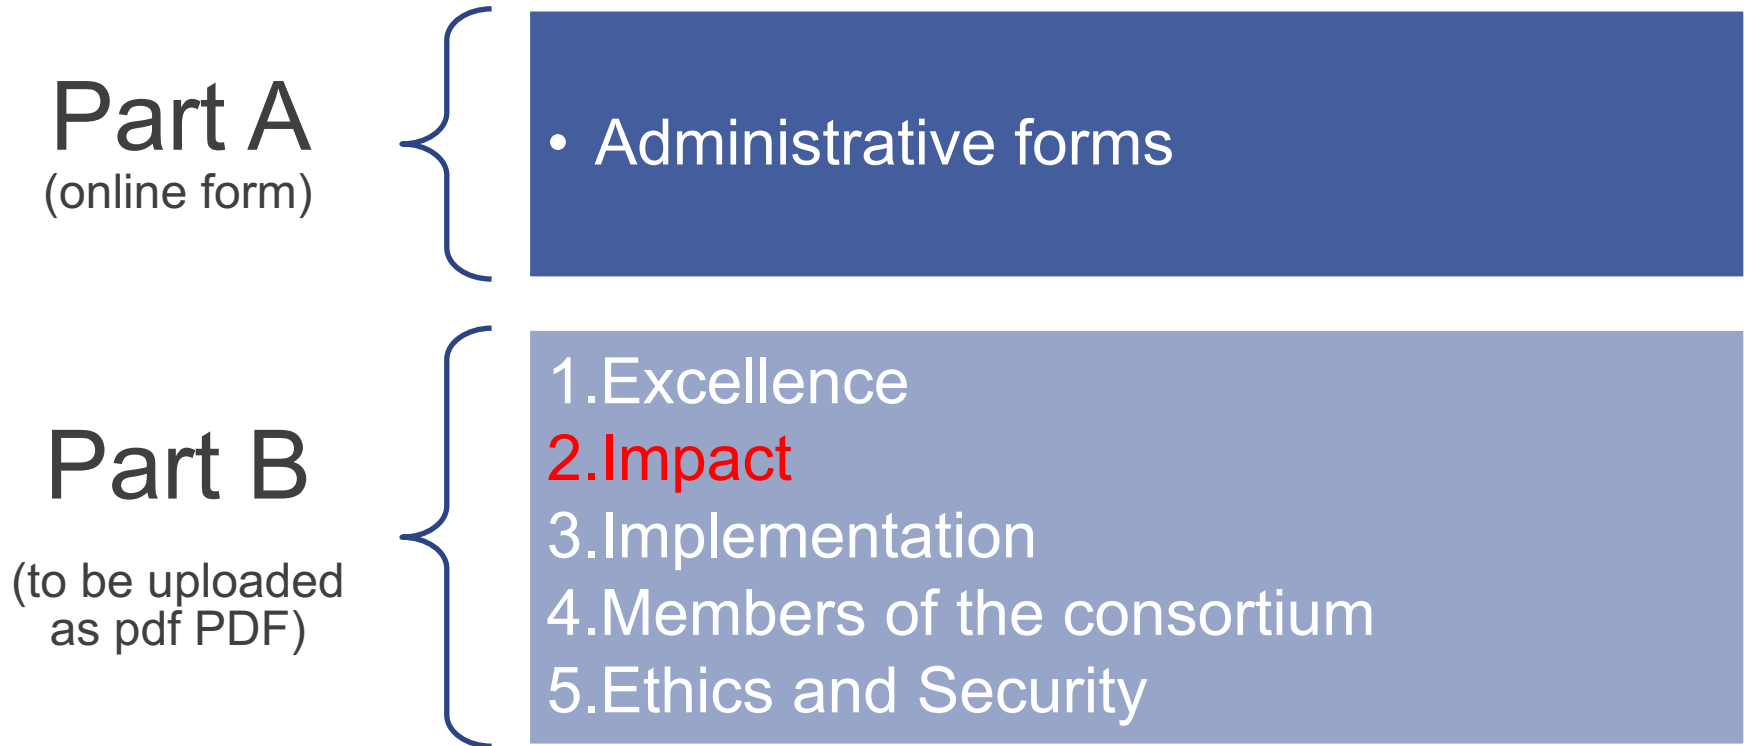 Part A
(online form)
• Administrative forms
Part B
(to be uploaded
as pdf PDF)
1.Excellence
2.Impact
3.Implementation
4.Members of the consortium
5.Ethics and Security